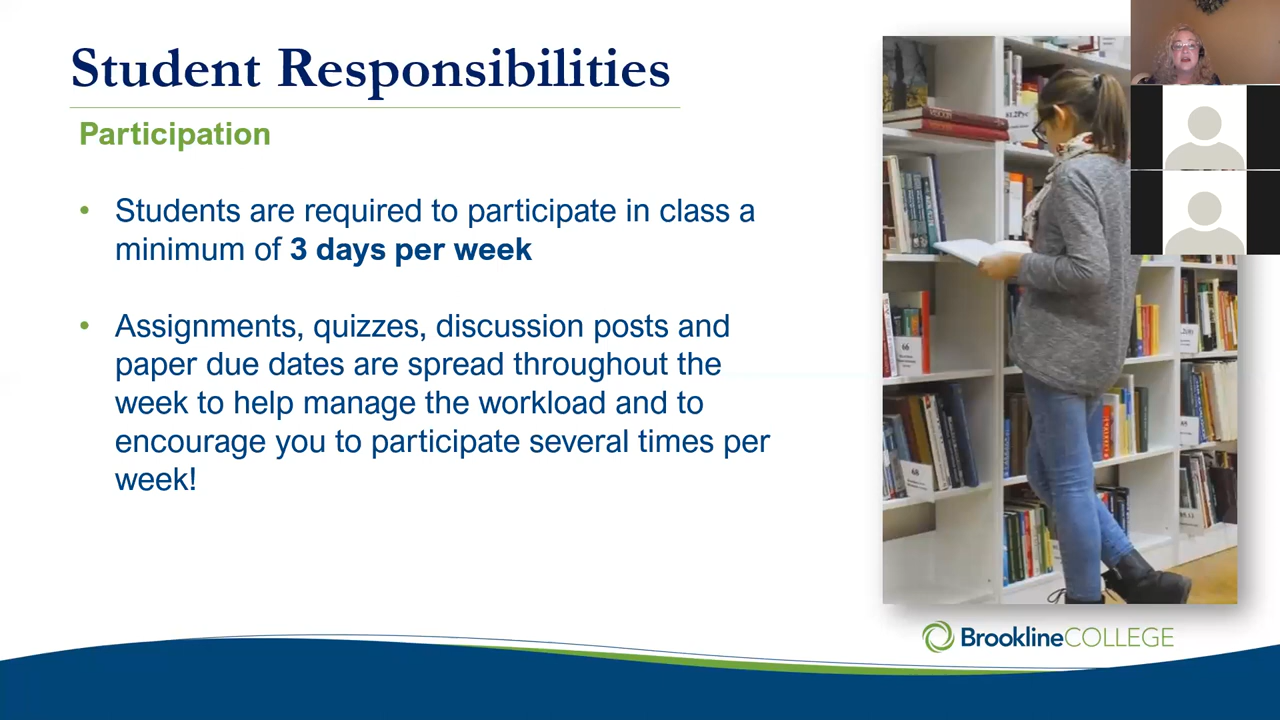 Student Responsibilities
Participation
• Students are required to participate in class a
minimum of 3 days per week
• Assignments, quizzes, discussion posts and
paper due dates are spread throughout the
week to help manage the workload and to
encourage you to participate several times per
week!
66
68
BrooklineCOLLEGE